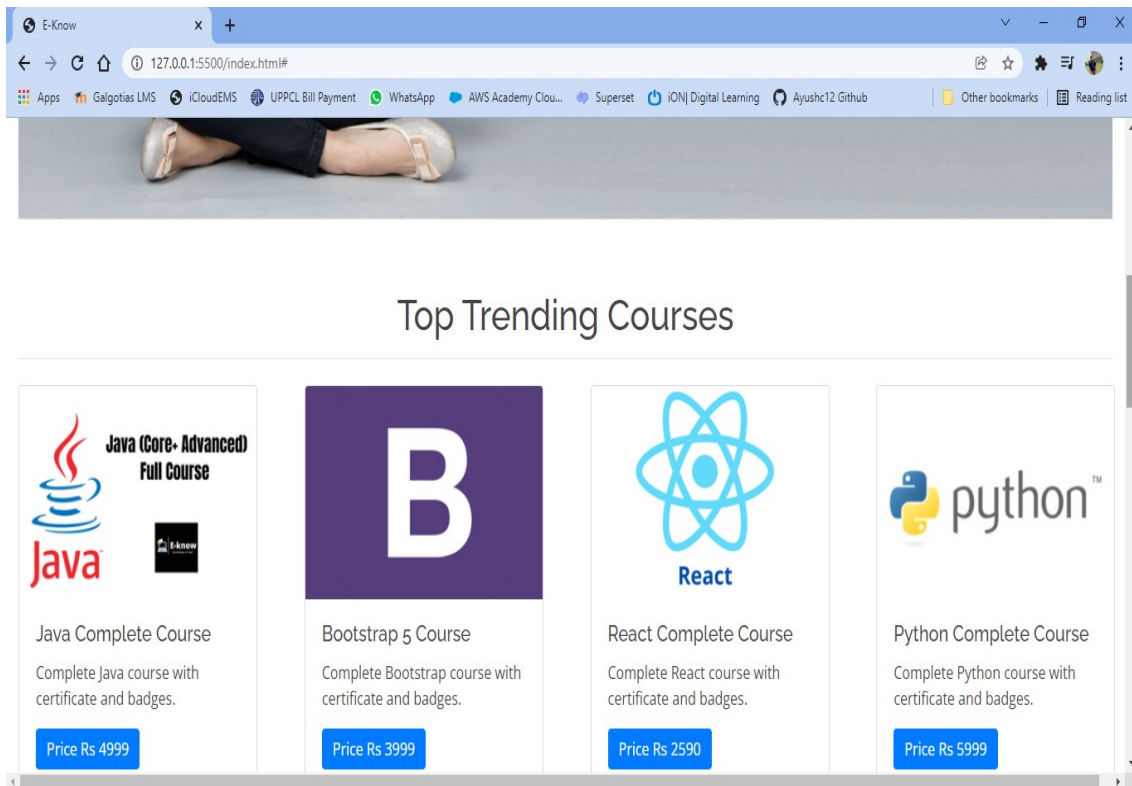 E-Know
127.0.0.1:5500/index.html#
Apps Galgotias LMS iCloudEMS UPPCL Bill Payment WhatsApp AWS Academy Clou... Superset iON| Digital Learning Ayushc12 Github Other bookmarks Reading list
Top Trending Courses
Java (Core+ Advanced)
Full Course
E-know
Java
B
React
python™
Java Complete Course
Complete Java course with
certificate and badges.
Price Rs 4999
Bootstrap 5 Course
Complete Bootstrap course with
certificate and badges.
Price Rs 3999
React Complete Course
Complete React course with
certificate and badges.
Price Rs 2590
Python Complete Course
Complete Python course with
certificate and badges.
Price Rs 5999